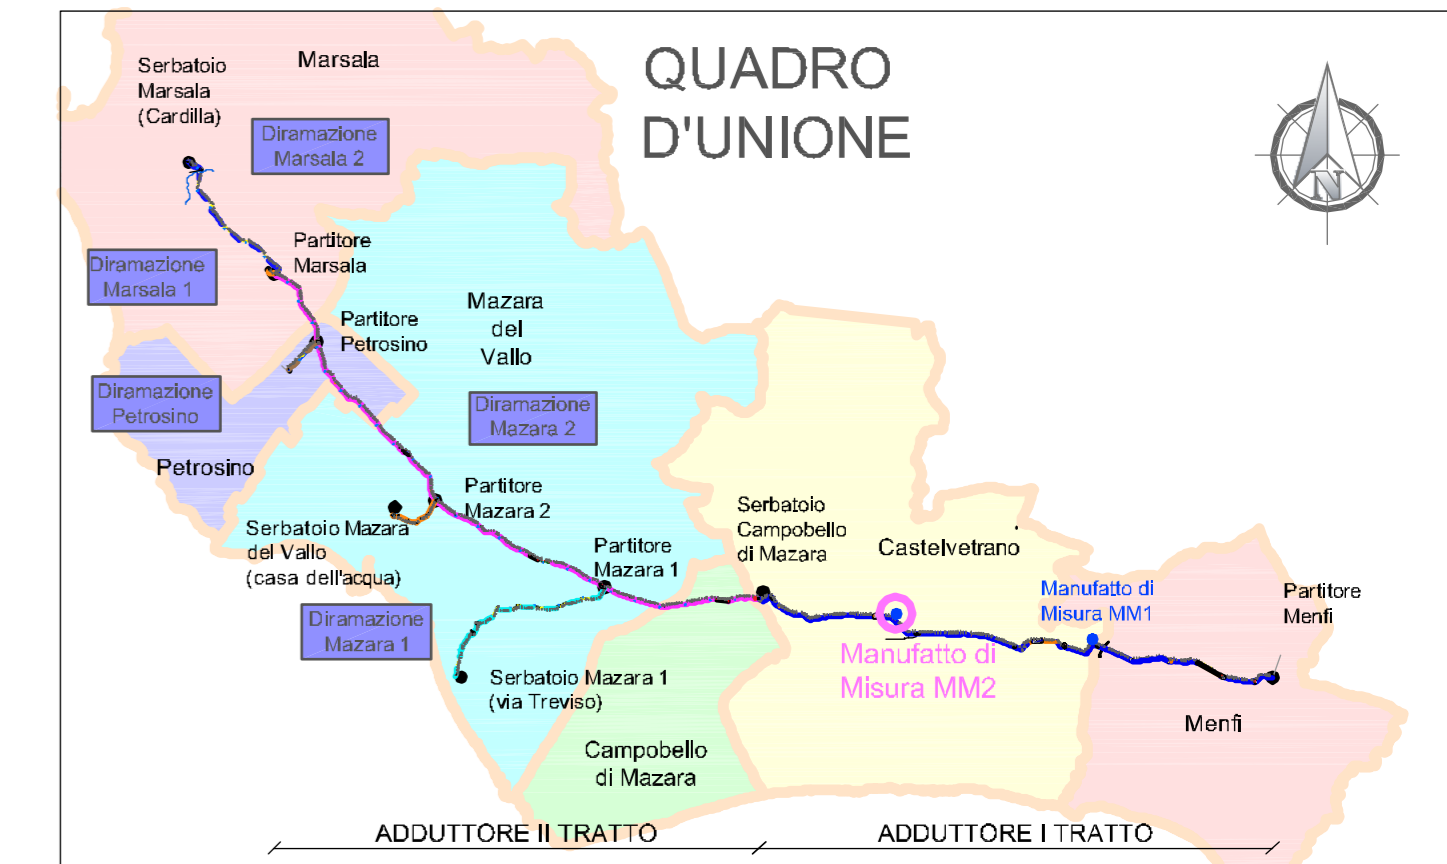 QUADRO
D'UNIONE
Marsala
Serbatoio
Marsala
(Cardilla)
Diramazione
Marsala 2
N
Partitore
Marsala
Diramazione
Marsala 1
Mazara
del
Vallo
Partitore
Petrosino
Diramazione
Petrosino
Diramazione
Mazara 2
Petrosino
Partitore
Mazara 2
Serbatoio Mazara
del Vallo
(casa dell'acqua)
Serbatoio
Campobello
di Mazara
Partitore
Mazara 1
Castelvetrano
Manufatto di
Misura MM1
Partitore
Menfi
Diramazione
Mazara 1
Manufatto di
Misura MM2
Serbatoio Mazara 1
(via Treviso)
Menfi
Campobello
di Mazara
ADDUTTORE II TRATTO
ADDUTTORE I TRATTO